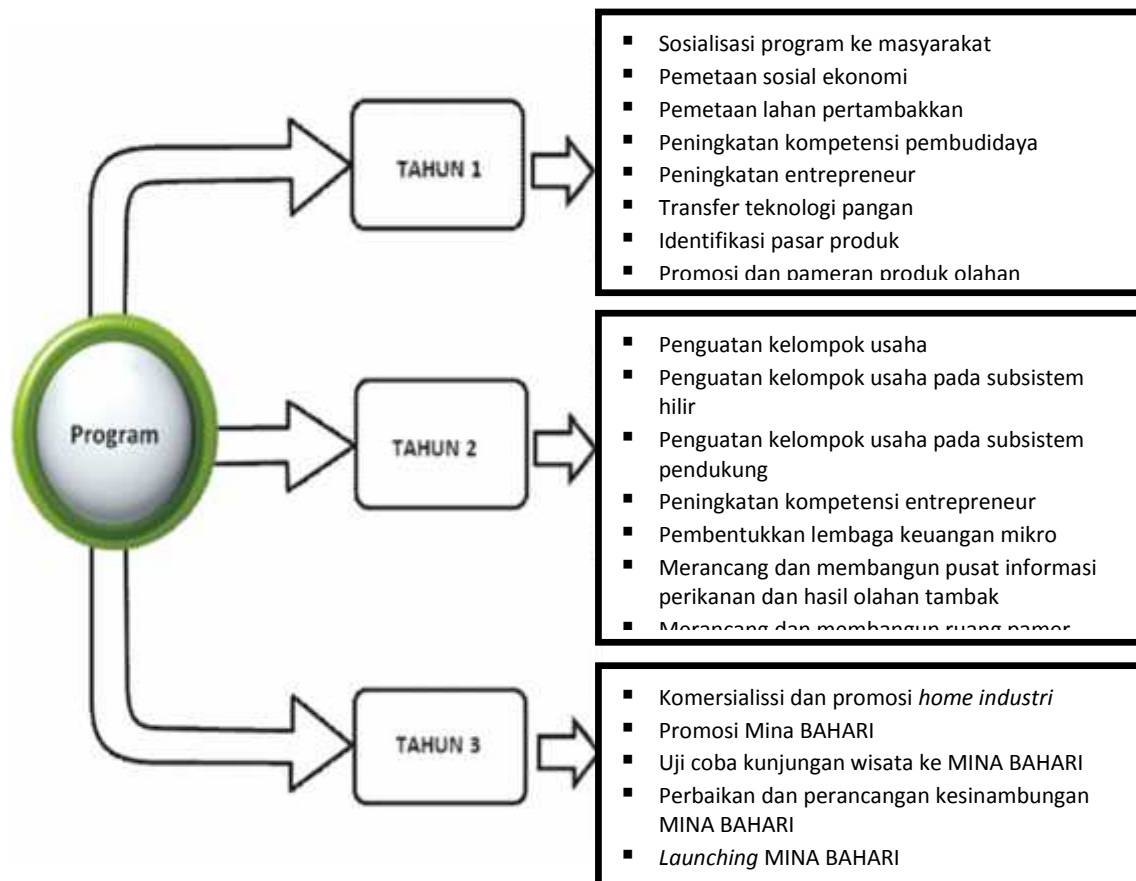 Program
TAHUN 1
▪ Sosialisasi program ke masyarakat
▪ Pemetaan sosial ekonomi
▪ Pemetaan lahan pertambakkan
▪ Peningkatan kompetensi pembudidaya
▪ Peningkatan entrepreneur
▪ Transfer teknologi pangan
▪ Identifikasi pasar produk
▪ Promosi dan pameran produk olahan
TAHUN 2
▪ Penguatan kelompok usaha
▪ Penguatan kelompok usaha pada subsistem
hilir
▪ Penguatan kelompok usaha pada subsistem
pendukung
▪ Peningkatan kompetensi entrepreneur
▪ Pembentukkan lembaga keuangan mikro
▪ Merancang dan membangun pusat informasi
perikanan dan hasil olahan tambak
▪ Merancang dan membangun ruang pamer
TAHUN 3
▪ Komersialissi dan promosi home industri
▪ Promosi Mina BAHARI
▪ Uji coba kunjungan wisata ke MINA BAHARI
▪ Perbaikan dan perancangan kesinambungan
MINA BAHARI
▪ Launching MINA BAHARI